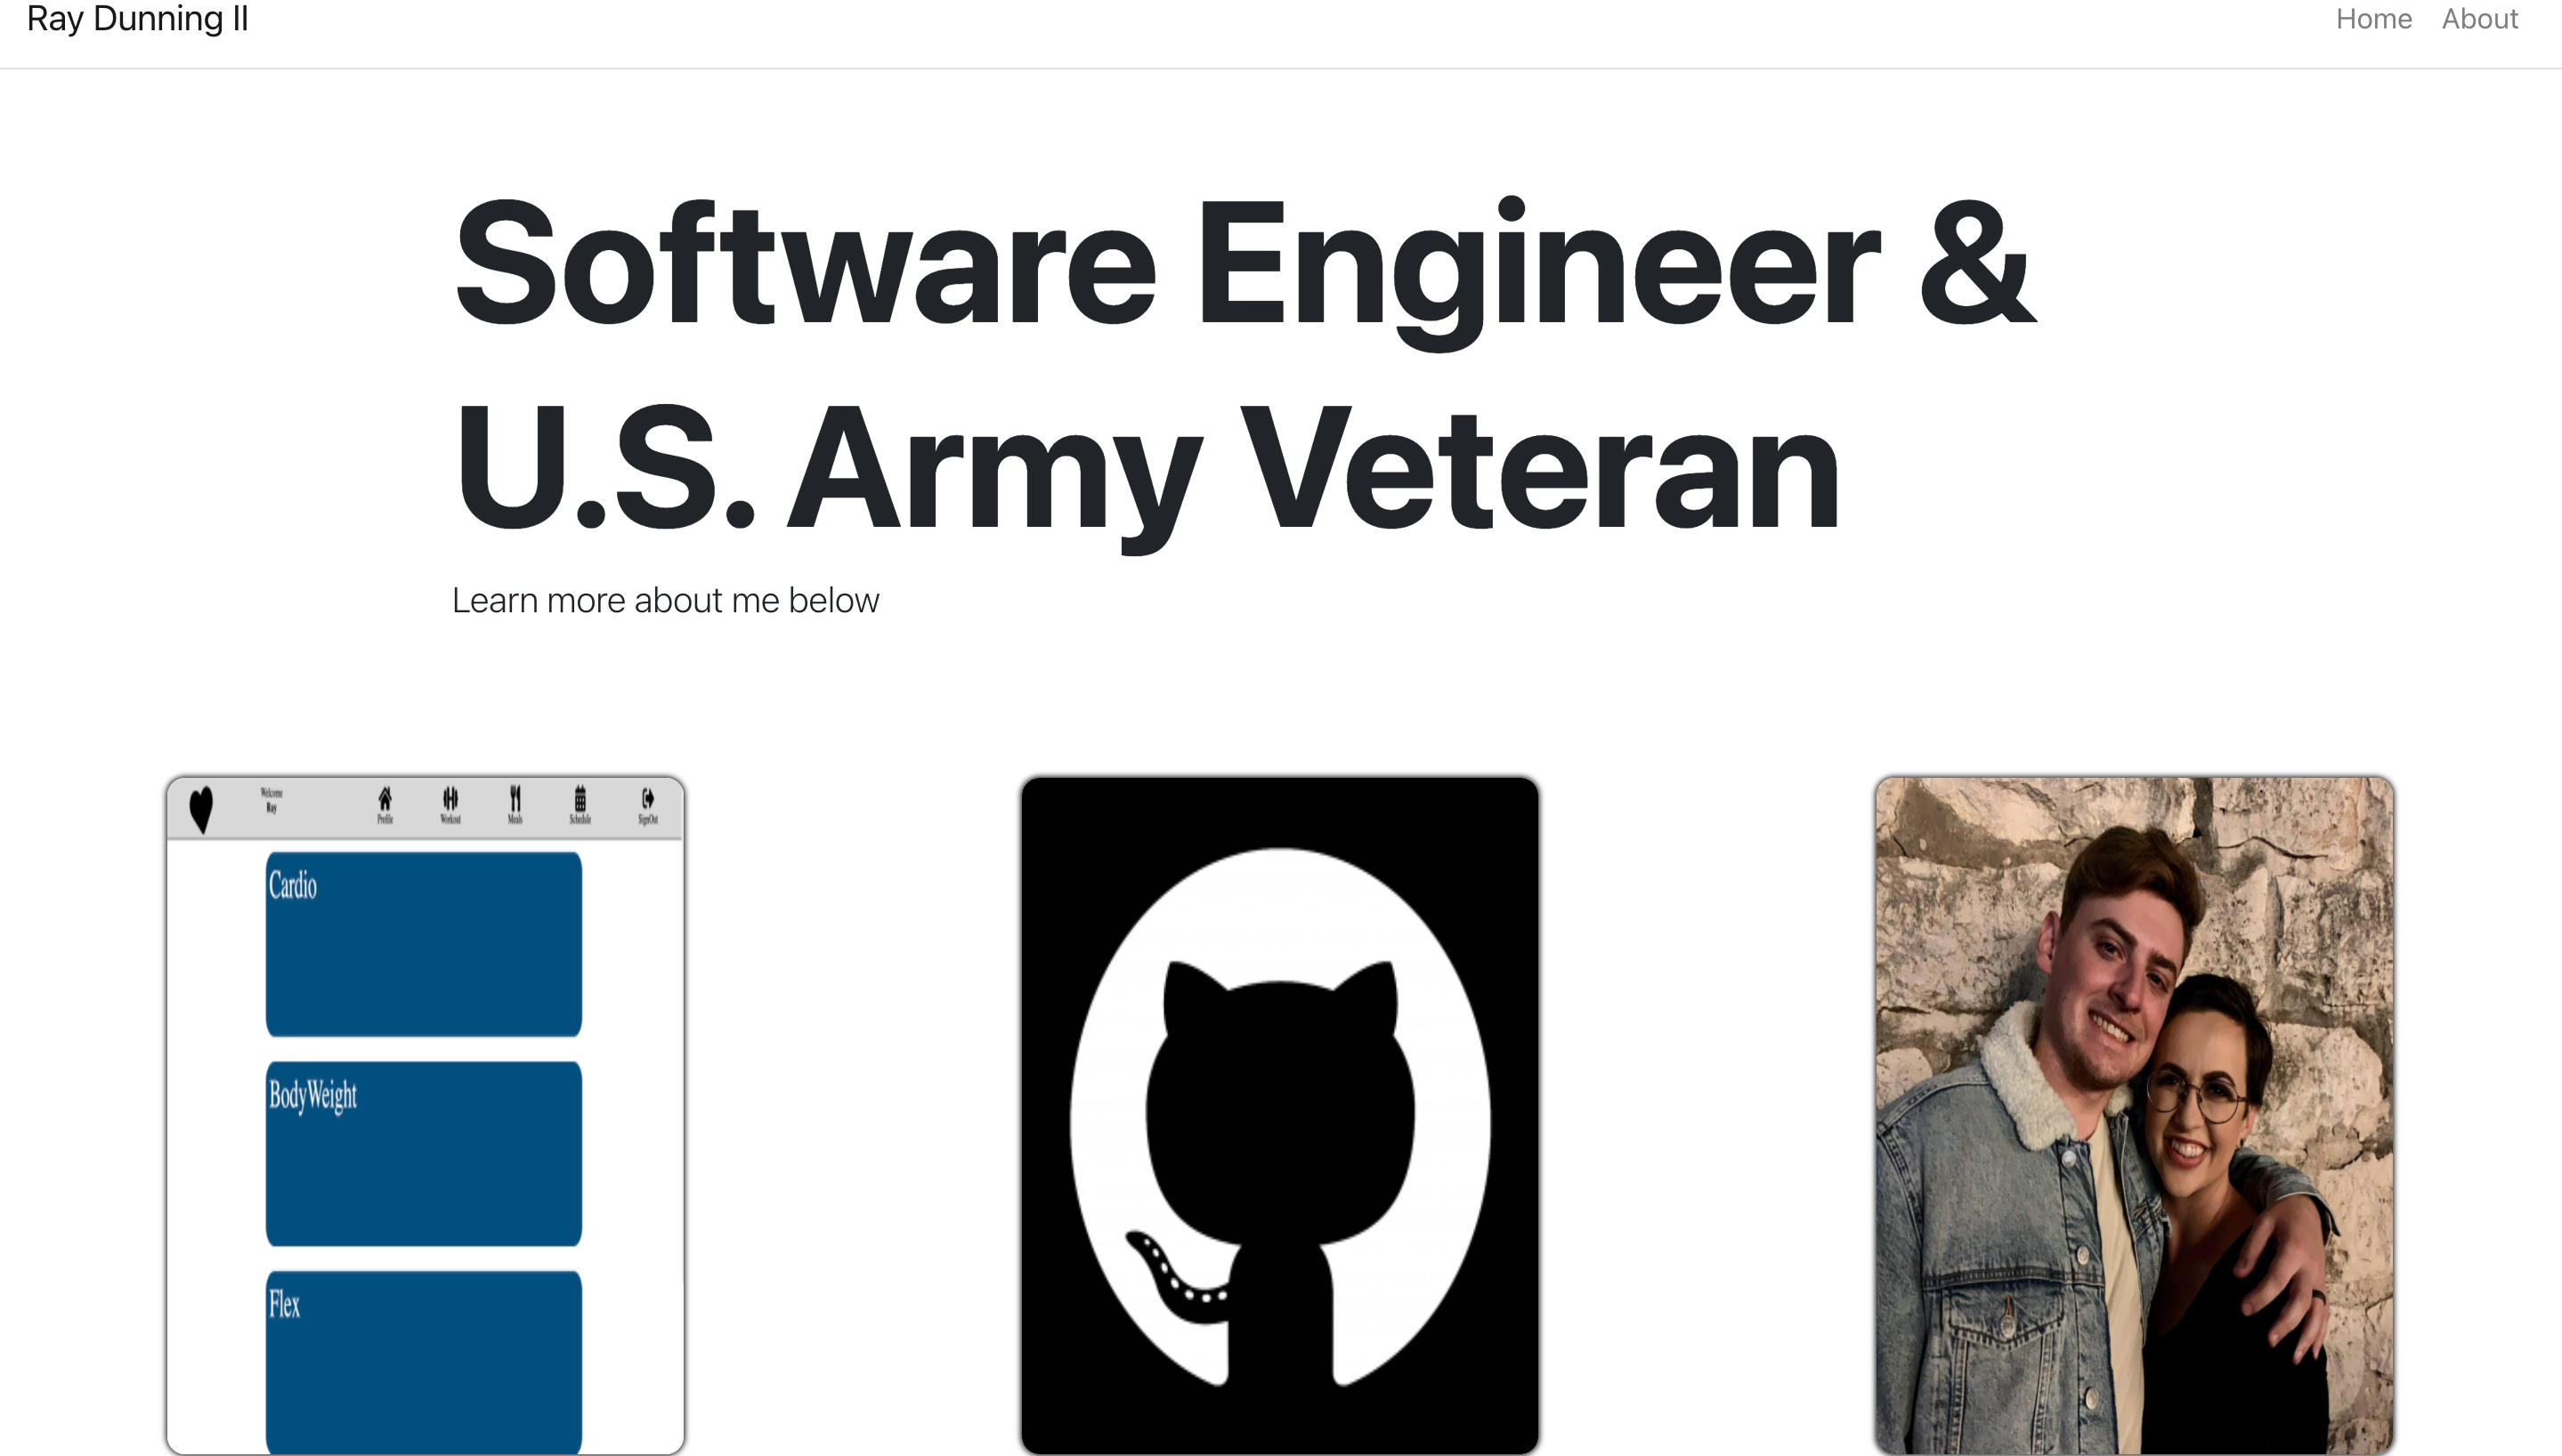 Ray Dunning II
Home About
Software Engineer &
U.S. Army Veteran
Learn more about me below
Welcome
Ray
Profile Workout Meals Schedule SignOut
Cardio
BodyWeight
Flex